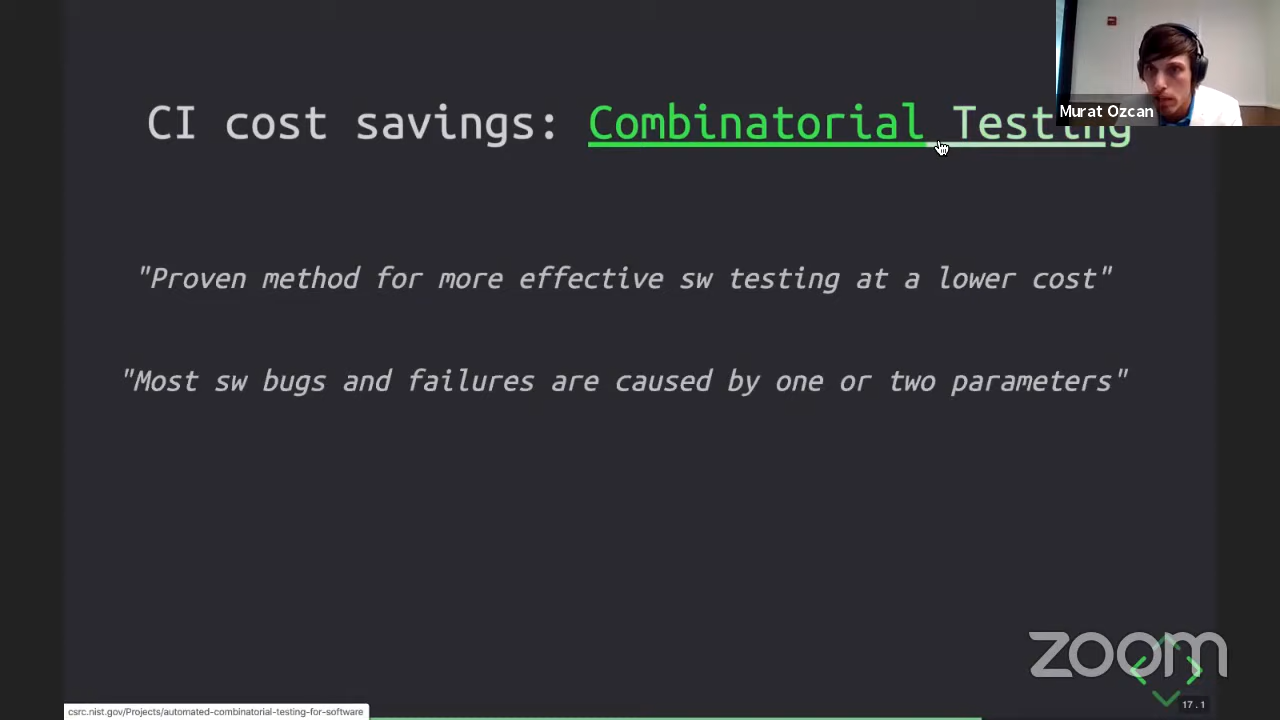 CI cost savings: Combinatorial Testing
Murat Ozcan
"Proven method for more effective sw testing at a lower cost"
"Most sw bugs and failures are caused by one or two parameters"
zoom
17.1
csrc.nist.gov/Projects/automated-combinatorial-testing-for-software